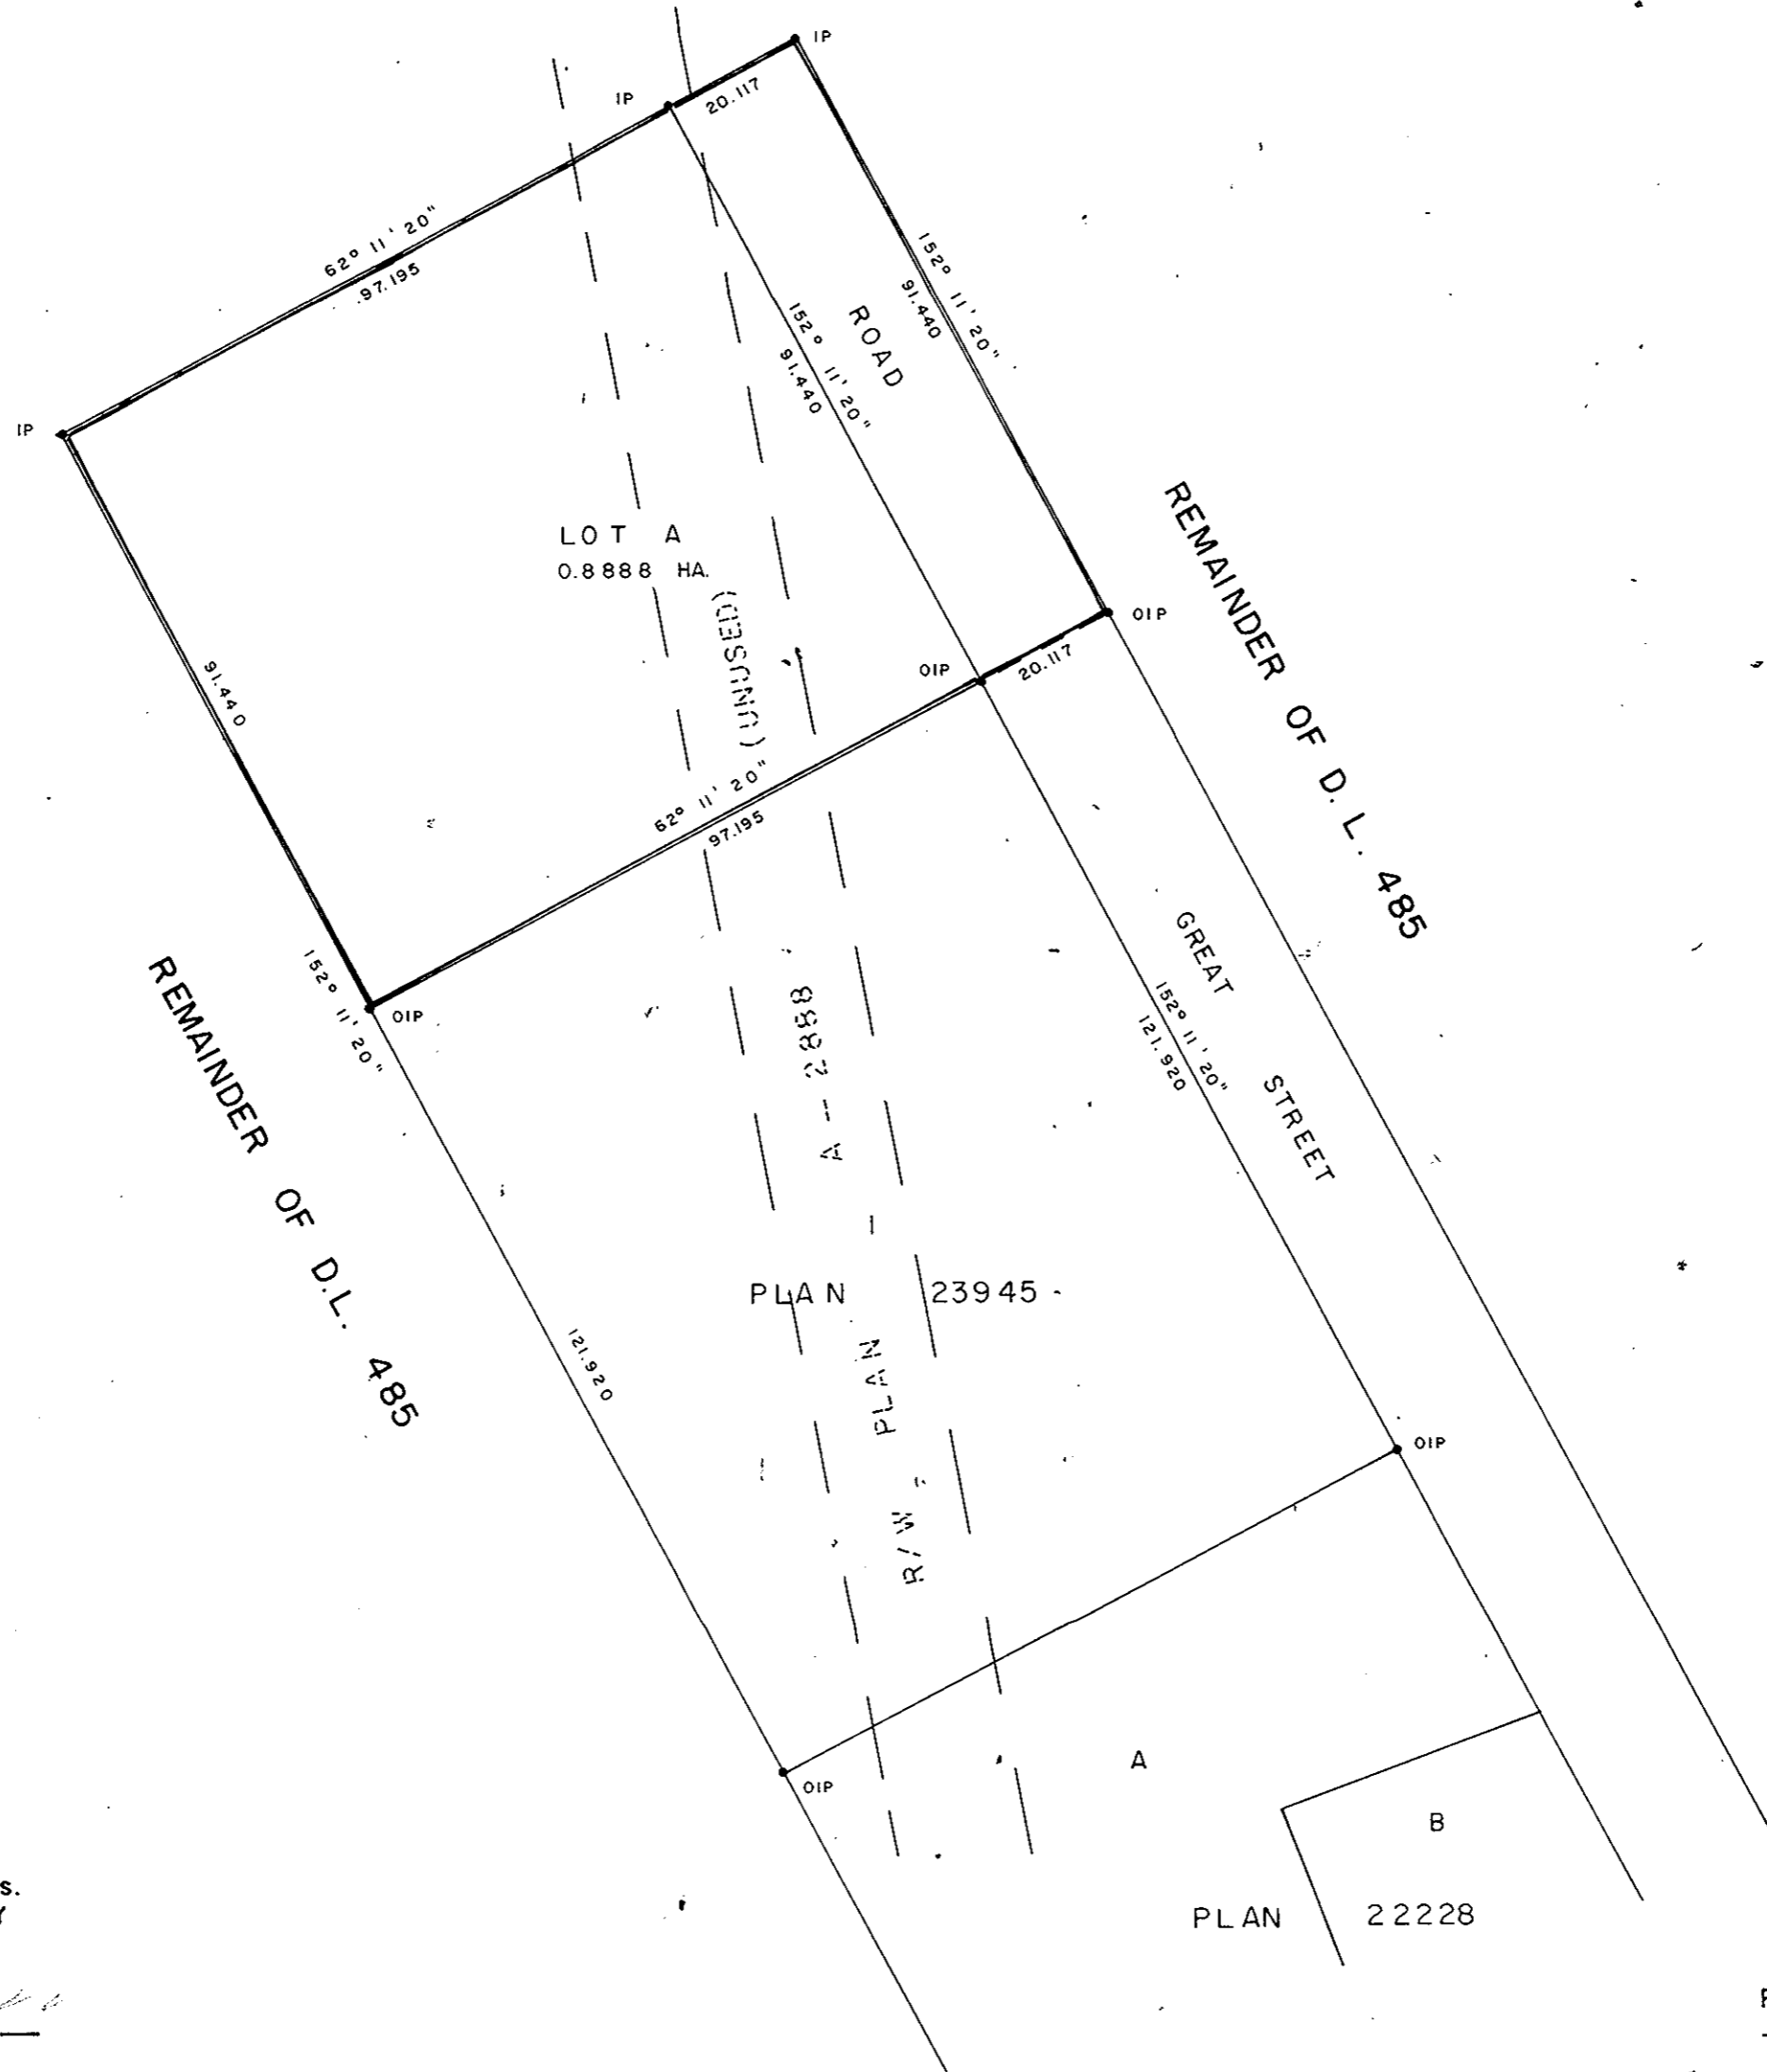 IP
20.117
IP
62° 11' 20"
97.195
152° 11' 20"
91.440
ROAD
152° 11' 20"
91.440
IP
LOT A
0.8888 HA.
(UNUSED)
REMAINDER OF D.L. 485
OIP
OIP
20.117
91.440
62° 11' 20"
97.195
GREAT STREET
152° 11' 20"
121.920
REMAINDER OF D.L. 485
152° 11' 20"
OIP
R/W PLAN A-2888
PLAN 23945
121.920
OIP
OIP
A
B
PLAN 22228
S.
Y